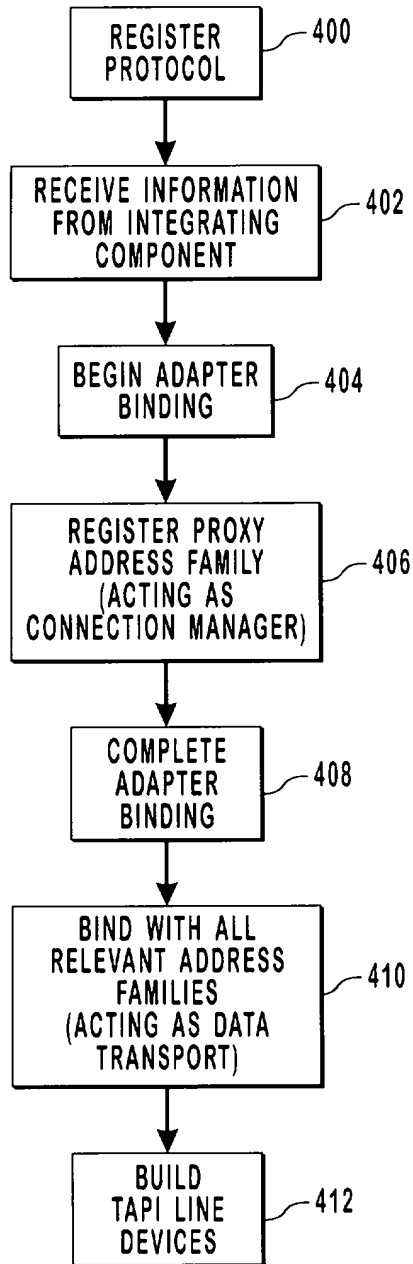 REGISTER
PROTOCOL
400
RECEIVE INFORMATION
FROM INTEGRATING
COMPONENT
402
BEGIN ADAPTER
BINDING
404
REGISTER PROXY
ADDRESS FAMILY
(ACTING AS
CONNECTION MANAGER)
406
COMPLETE
ADAPTER
BINDING
408
BIND WITH ALL
RELEVANT ADDRESS
FAMILIES
(ACTING AS DATA
TRANSPORT)
410
BUILD
TAPI LINE
DEVICES
412